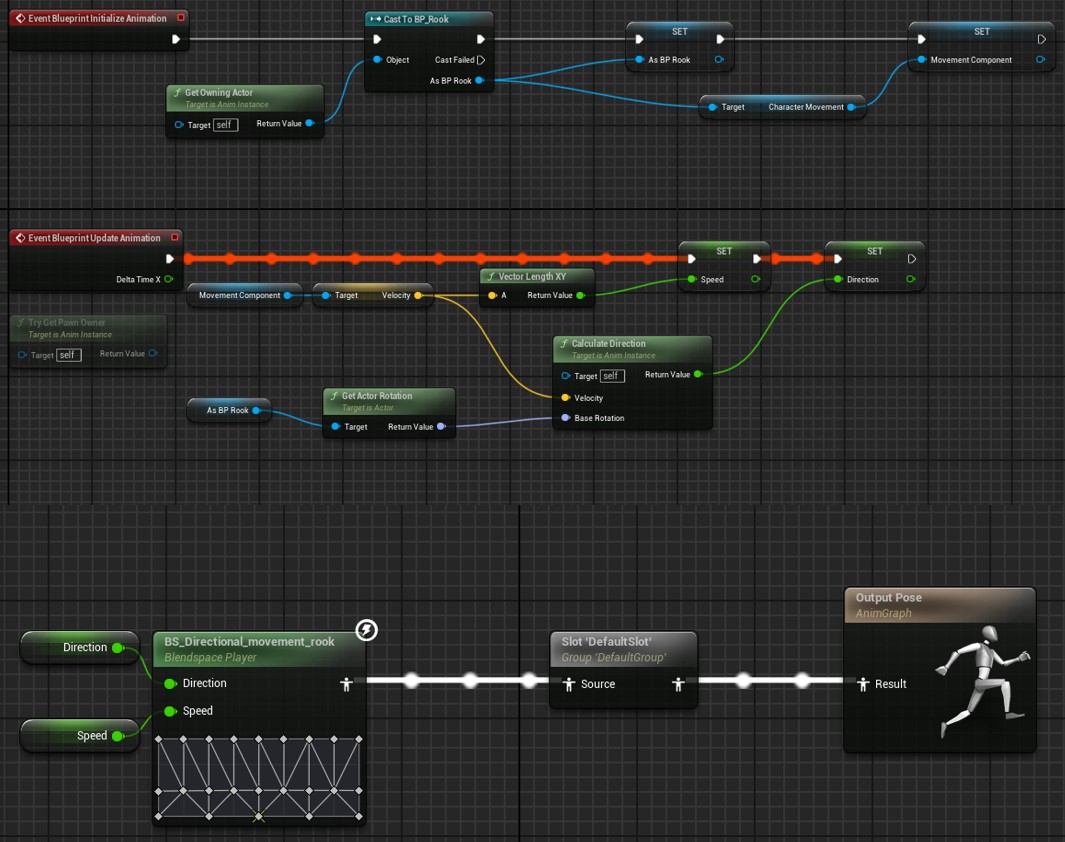 Event Blueprint Initialize Animation
Cast To BP_Rook
Object
Cast Failed
As BP Rook
SET
As BP Rook
SET
Movement Component
Get Owning Actor
Target is Anim Instance
Target self
Return Value
Target
Character Movement
Event Blueprint Update Animation
Delta Time X
SET
Speed
SET
Direction
Movement Component
Target
Velocity
Vector Length XY
A
Return Value
Try Get Pawn Owner
Target is Anim Instance
Target self
Return Value
Calculate Direction
Target is Anim Instance
Target self
Return Value
Velocity
Base Rotation
As BP Rook
Get Actor Rotation
Target is Actor
Target
Return Value
Direction
Speed
BS_Directional_movement_rook
Blendspace Player
Direction
Speed
Slot 'DefaultSlot'
Group 'DefaultGroup'
Source
Output Pose
AnimGraph
Result